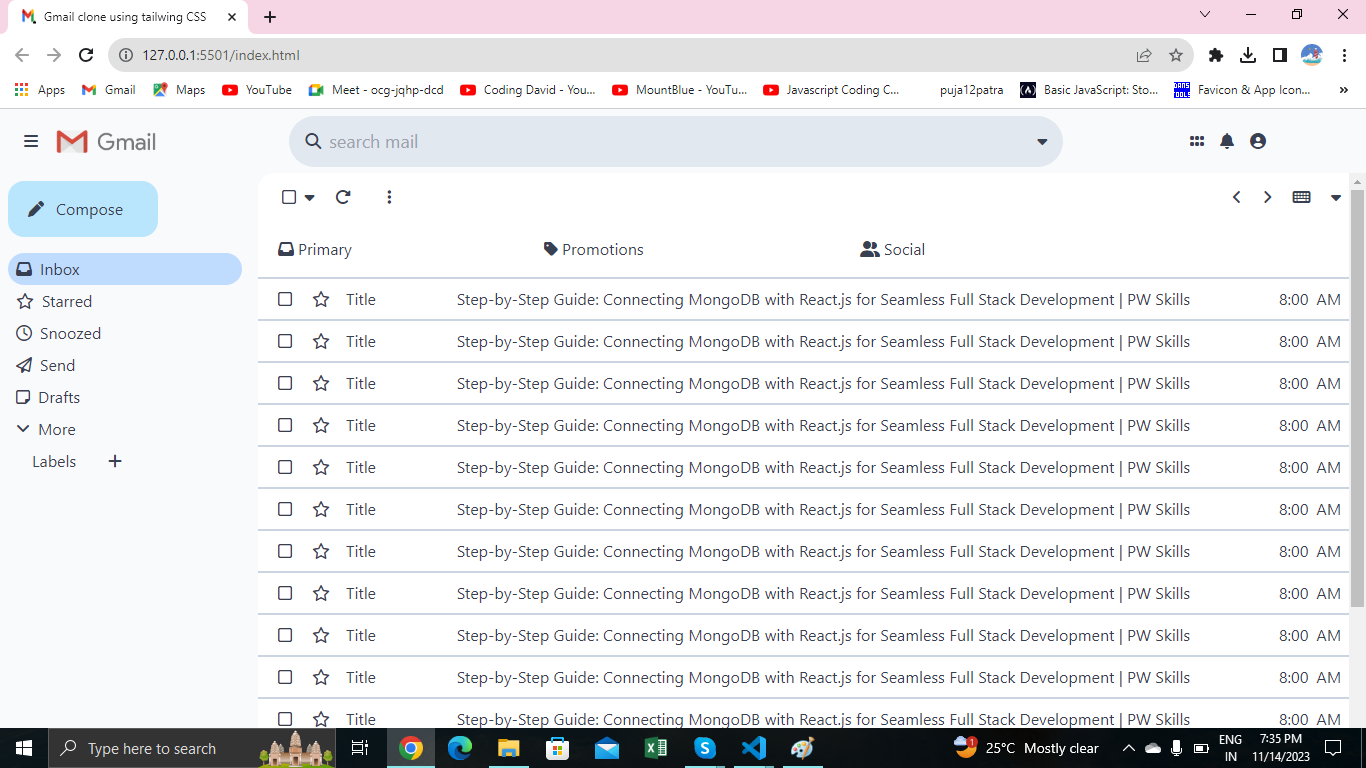 Gmail clone using tailwing CSS
127.0.0.1:5501/index.html
Apps Gmail Maps YouTube Meet - ocg-jqhp-dcd Coding David - You... MountBlue - YouTu... Javascript Coding C... puja12patra Basic JavaScript: Sto... Favicon & App Icon... »
Gmail
search mail
Compose
Inbox
Starred
Snoozed
Send
Drafts
More
Labels +
Primary Promotions Social
Title Step-by-Step Guide: Connecting MongoDB with React.js for Seamless Full Stack Development | PW Skills 8:00 AM
Title Step-by-Step Guide: Connecting MongoDB with React.js for Seamless Full Stack Development | PW Skills 8:00 AM
Title Step-by-Step Guide: Connecting MongoDB with React.js for Seamless Full Stack Development | PW Skills 8:00 AM
Title Step-by-Step Guide: Connecting MongoDB with React.js for Seamless Full Stack Development | PW Skills 8:00 AM
Title Step-by-Step Guide: Connecting MongoDB with React.js for Seamless Full Stack Development | PW Skills 8:00 AM
Title Step-by-Step Guide: Connecting MongoDB with React.js for Seamless Full Stack Development | PW Skills 8:00 AM
Title Step-by-Step Guide: Connecting MongoDB with React.js for Seamless Full Stack Development | PW Skills 8:00 AM
Title Step-by-Step Guide: Connecting MongoDB with React.js for Seamless Full Stack Development | PW Skills 8:00 AM
Title Step-by-Step Guide: Connecting MongoDB with React.js for Seamless Full Stack Development | PW Skills 8:00 AM
Title Step-by-Step Guide: Connecting MongoDB with React.js for Seamless Full Stack Development | PW Skills 8:00 AM
Title Step-by-Step Guide: Connecting MongoDB with React.js for Seamless Full Stack Development | PW Skills 8:00 AM
Type here to search
25°C Mostly clear
ENG
IN
7:35 PM
11/14/2023